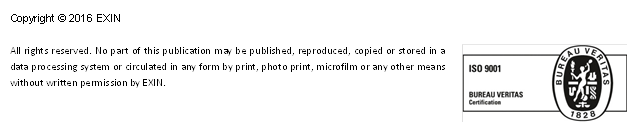 Copyright © 2016 EXIN
All rights reserved. No part of this publication may be published, reproduced, copied or stored in a
data processing system or circulated in any form by print, photo print, microfilm or any other means
without written permission by EXIN.
ISO 9001
BUREAU VERITAS
Certification
BUREAU VERITAS
1828